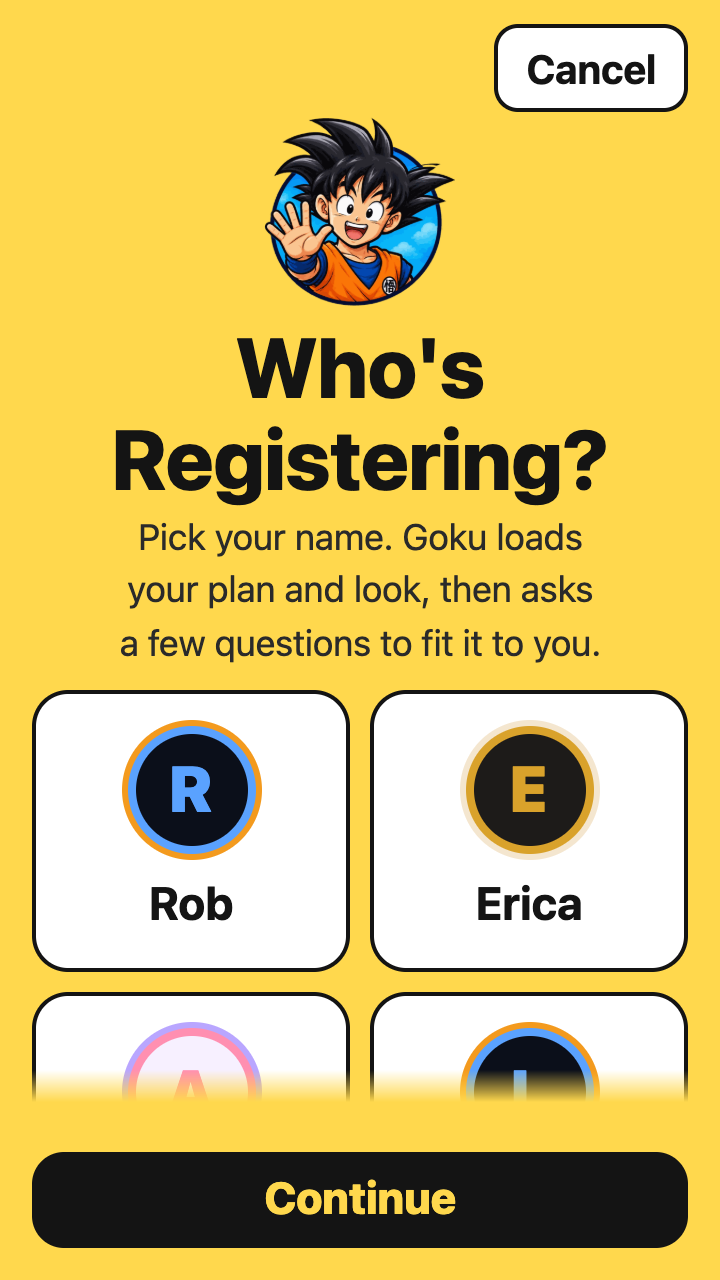 Cancel
Who's
Registering?
Pick your name. Goku loads
your plan and look, then asks
a few questions to fit it to you.
R
E
Rob
Erica
A
Continue